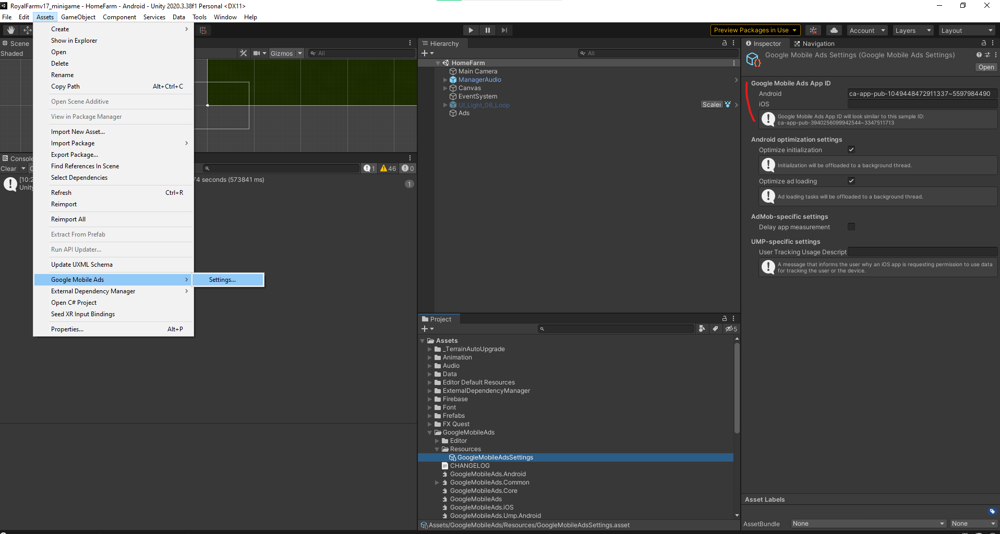 RoyalFarmv17_minigame - HomeFarm - Android - Unity 2020.3.38f1 Personal <DX11>
File Edit Assets GameObject Component Services Data Tools Window Help
Preview Packages in Use Account Layers Layout
Create
Show in Explorer
Open
Delete
Rename
Copy Path Alt+Ctrl+C
Open Scene Additive
View in Package Manager
Import New Asset...
Import Package
Export Package...
Find References In Scene
Select Dependencies
Refresh Ctrl+R
Reimport
Reimport All
Extract From Prefab
Run API Updater...
Update UXML Schema
Google Mobile Ads
Settings...
External Dependency Manager
Open C# Project
Seed XR Input Bindings
Properties... Alt+P
Scene
Shaded
Gizmos All
Console
Clear
1 46 0
74 seconds (573841 ms)
1
Hierarchy
All
HomeFarm
Main Camera
ManagerAudio
Canvas
EventSystem
UI_Light_06_Loop Scaler
Ads
Project
5
Assets
_TerrainAutoUpgrade
Animation
Audio
Data
Editor Default Resources
ExternalDependencyManager
Firebase
Font
Frefabs
FX Quest
GoogleMobileAds
Editor
Resources
GoogleMobileAdsSettings
CHANGELOG
GoogleMobileAds.Android
GoogleMobileAds.Common
GoogleMobileAds.Core
GoogleMobileAds
GoogleMobileAds.iOS
GoogleMobileAds.Ump.Android
Assets/GoogleMobileAds/Resources/GoogleMobileAdsSettings.asset
Inspector Navigation
Google Mobile Ads Settings (Google Mobile Ads Settings)
Open
Google Mobile Ads App ID
Android ca-app-pub-1049448472911337~5597984490
iOS
Google Mobile Ads App ID will look similar to this sample ID:
ca-app-pub-3940256099942544~3347511713
Android optimization settings
Optimize initialization
Initialization will be offloaded to a background thread.
Optimize ad loading
Ad loading tasks will be offloaded to a background thread.
AdMob-specific settings
Delay app measurement
UMP-specific settings
User Tracking Usage Descript
A message that informs the user why an iOS app is requesting permission to use data
for tracking the user or the device.
Asset Labels
AssetBundle None None